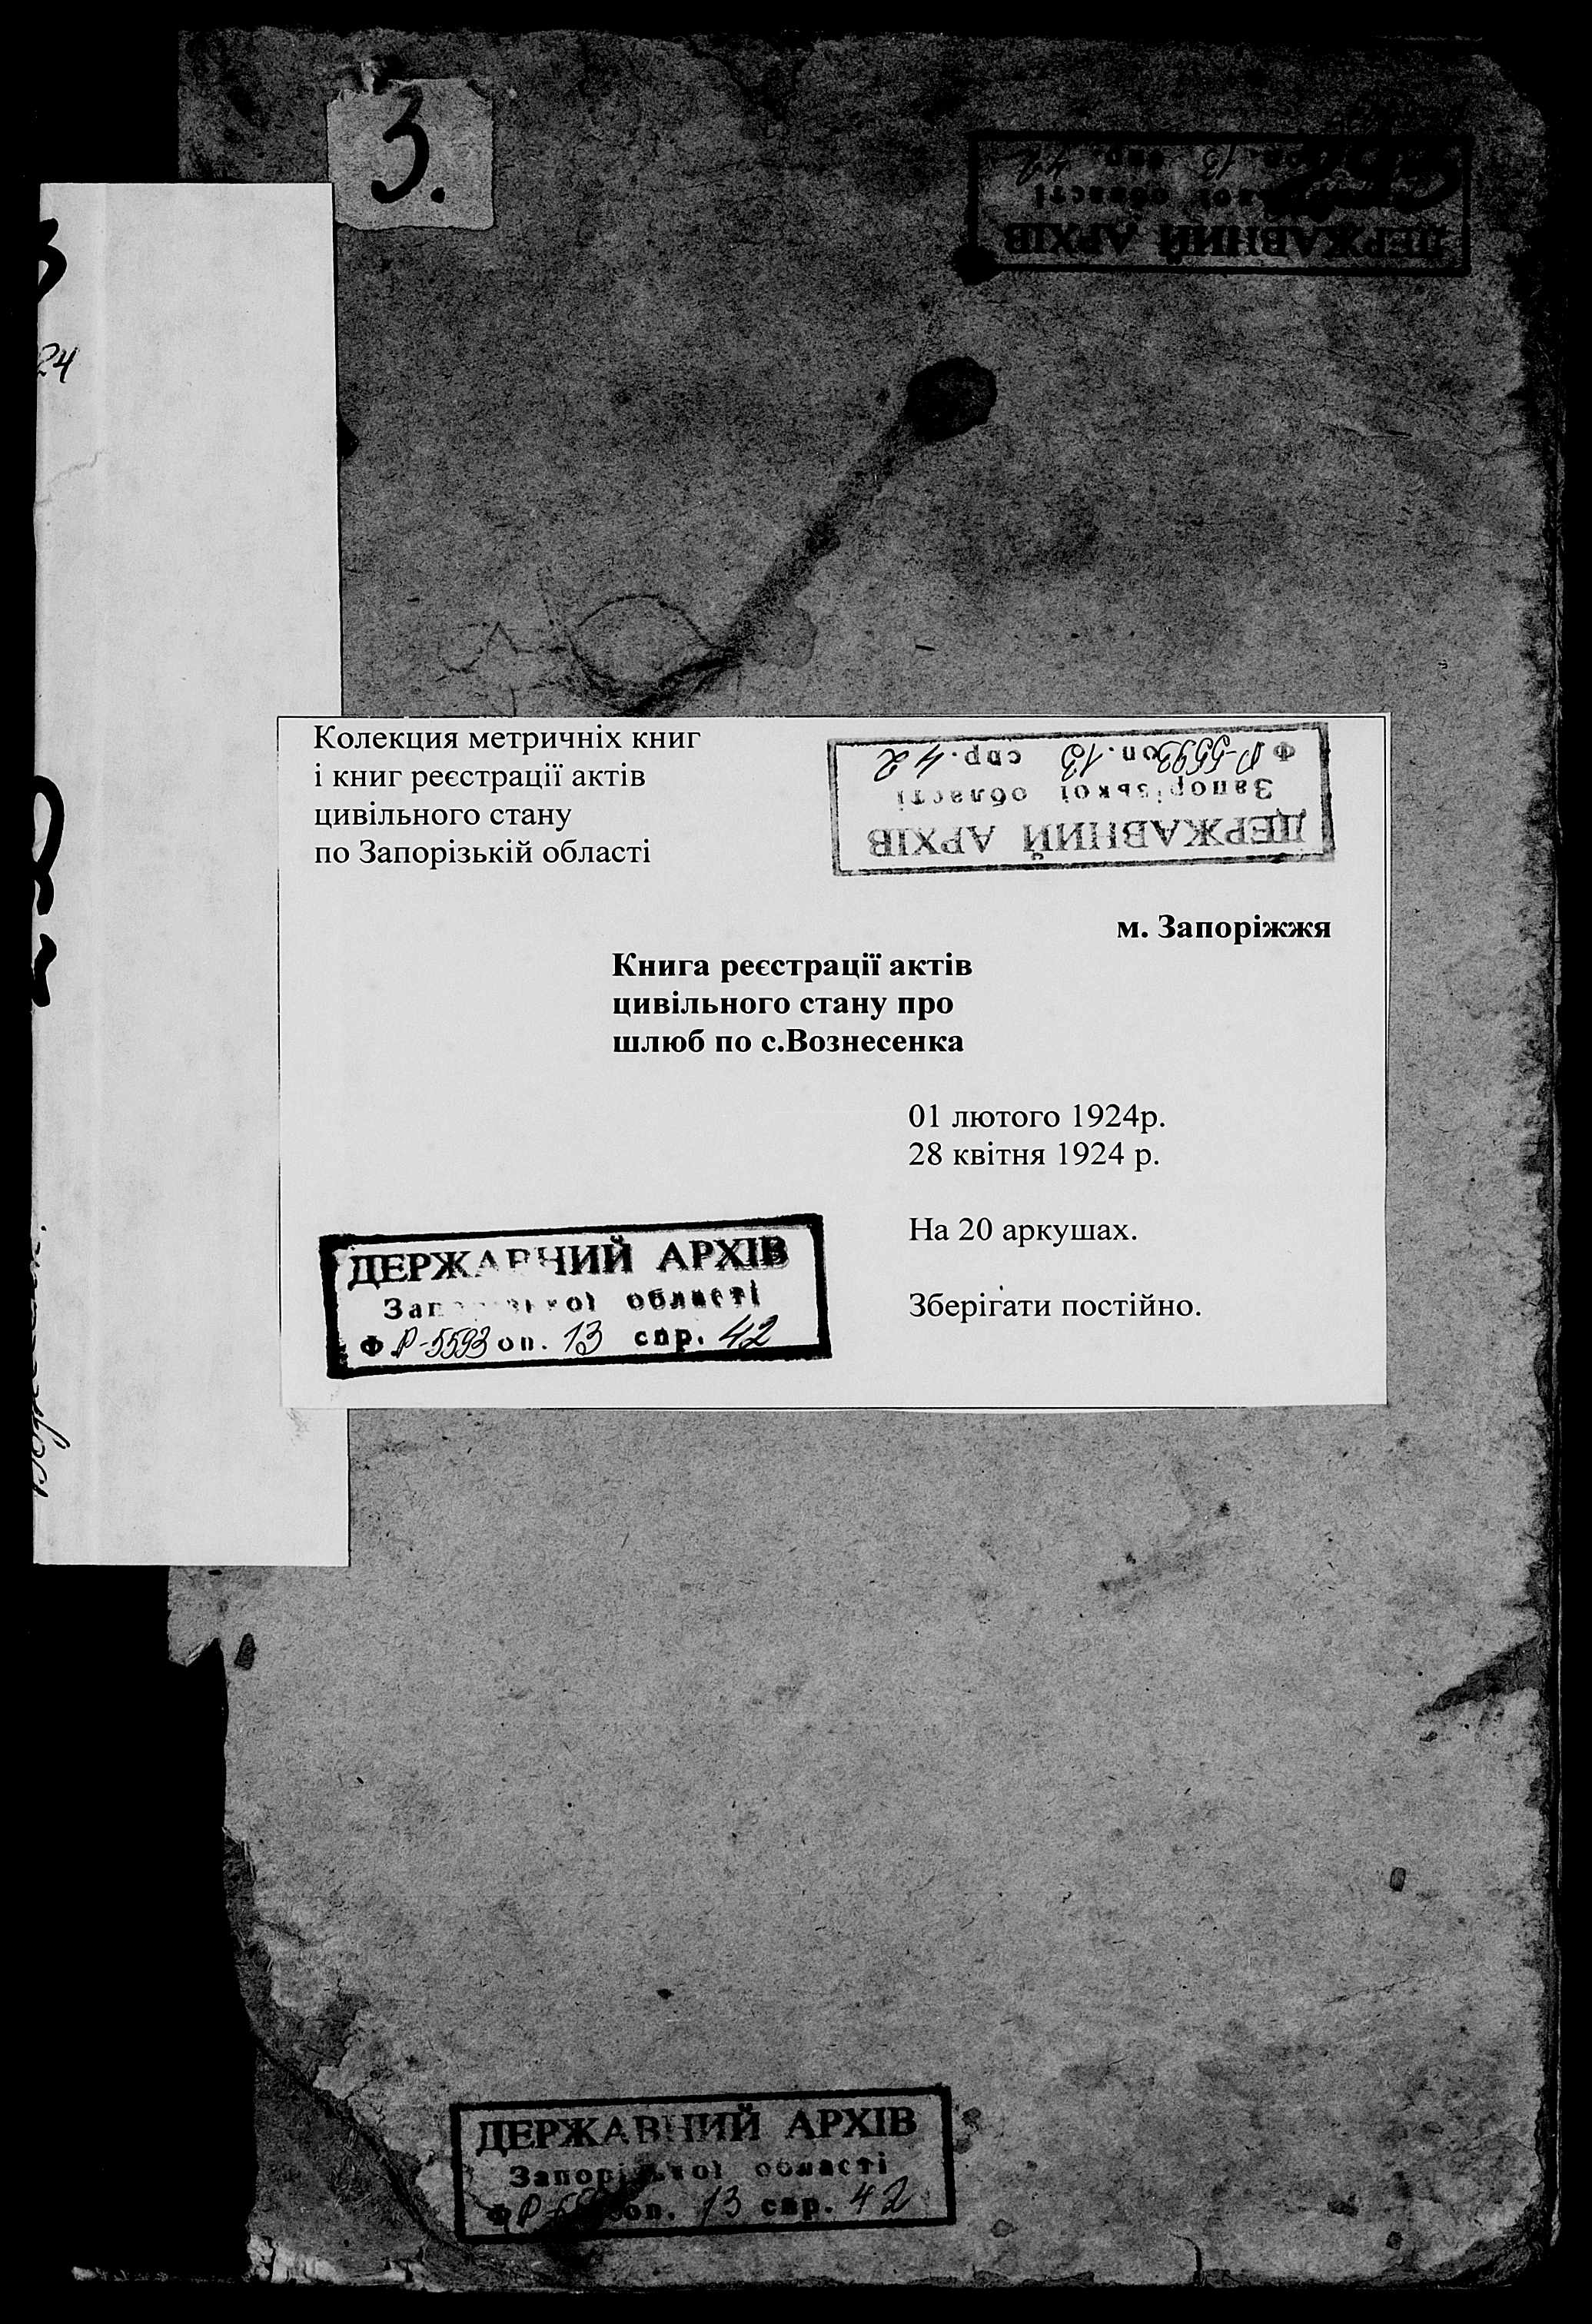 3.
24
ДЕРЖАВНИЙ АРХІВ
області
13 спр. 42
Колекция метричніх книг
і книг реєстрації актів
цивільного стану
по Запорізькій області
ДЕРЖАВНИЙ АРХІВ
Запорізької області
Ф Р-5593 оп. 13 спр. 42
м. Запоріжжя
Книга реєстрації актів
цивільного стану про
шлюб по с.Вознесенка
01 лютого 1924р.
28 квітня 1924 р.
На 20 аркушах.
Зберігати постійно.
ДЕРЖАВНИЙ АРХІВ
Запорізької області
Ф Р-5593 оп. 13 спр. 42
ДЕРЖАВНИЙ АРХІВ
Запорізької області
оп. 13 спр. 42